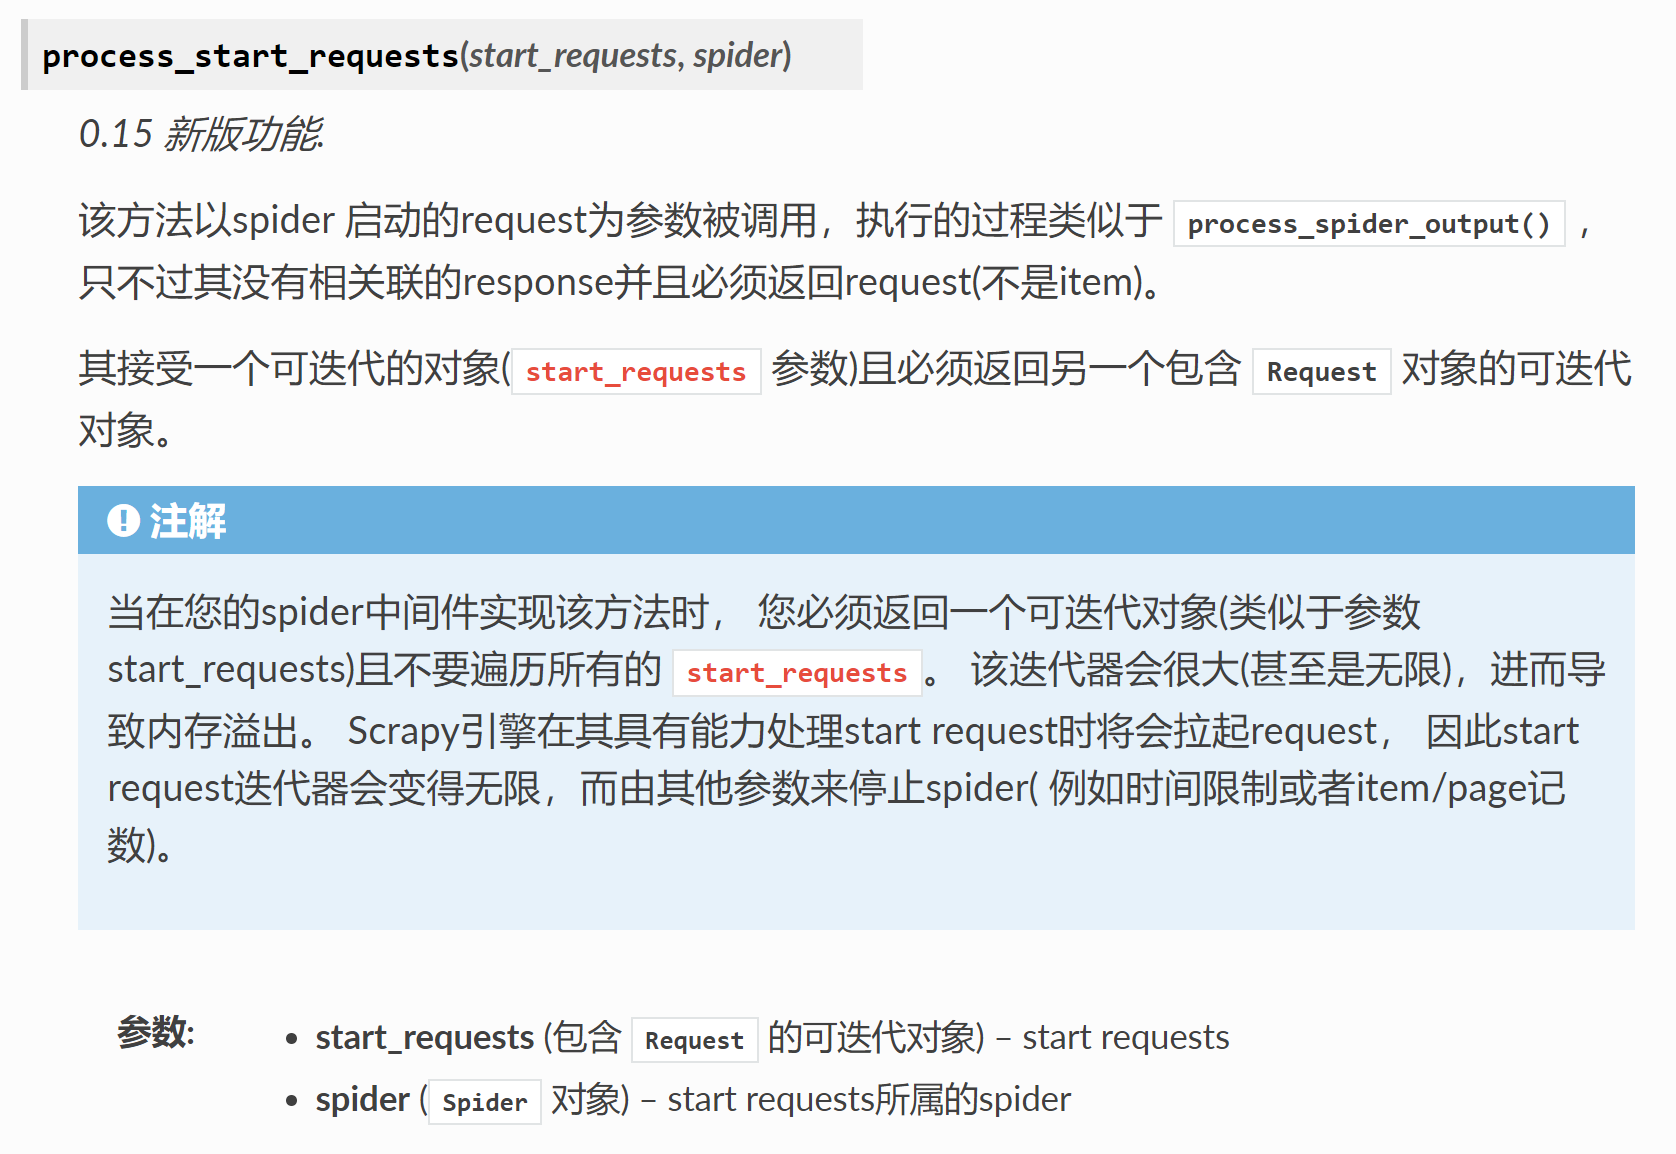 process_start_requests(start_requests, spider)
0.15 新版功能.
该方法以spider 启动的request为参数被调用，执行的过程类似于 process_spider_output() ，
只不过其没有相关联的response并且必须返回request(不是item)。
其接受一个可迭代的对象( start_requests 参数)且必须返回另一个包含 Request 对象的可迭代
对象。
注解
当在您的spider中间件实现该方法时， 您必须返回一个可迭代对象(类似于参数
start_requests)且不要遍历所有的 start_requests 。 该迭代器会很大(甚至是无限)，进而导
致内存溢出。 Scrapy引擎在其具有能力处理start request时将会拉起request， 因此start
request迭代器会变得无限，而由其他参数来停止spider( 例如时间限制或者item/page记
数)。
参数: • start_requests (包含 Request 的可迭代对象) – start requests
• spider ( Spider 对象) – start requests所属的spider